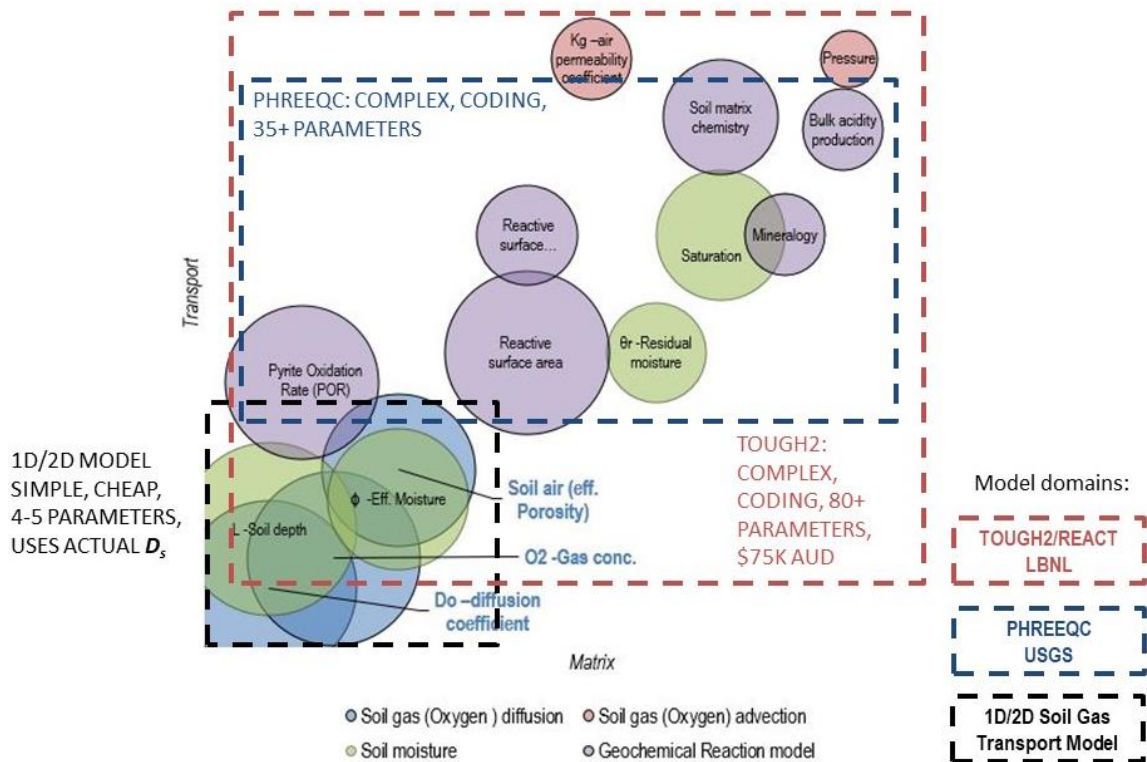 Kg –air
permeability
coefficient
Pressure
PHREEQC: COMPLEX, CODING,
35+ PARAMETERS
Soil matrix
chemistry
Bulk acidity
production
Reactive
surface...
Saturation
Mineralogy
Transport
Reactive
surface area
θr -Residual
moisture
Pyrite Oxidation
Rate (POR)
1D/2D MODEL
SIMPLE, CHEAP,
4-5 PARAMETERS,
USES ACTUAL Ds
TOUGH2:
COMPLEX,
CODING, 80+
PARAMETERS,
$75K AUD
Soil air (eff.
Porosity)
ϕ -Eff. Moisture
L -Soil depth
O2 -Gas conc.
Do –diffusion
coefficient
Matrix
Soil gas (Oxygen ) diffusion
Soil gas (Oxygen) advection
Soil moisture
Geochemical Reaction model
Model domains:
TOUGH2/REACT
LBNL
PHREEQC
USGS
1D/2D Soil Gas
Transport Model